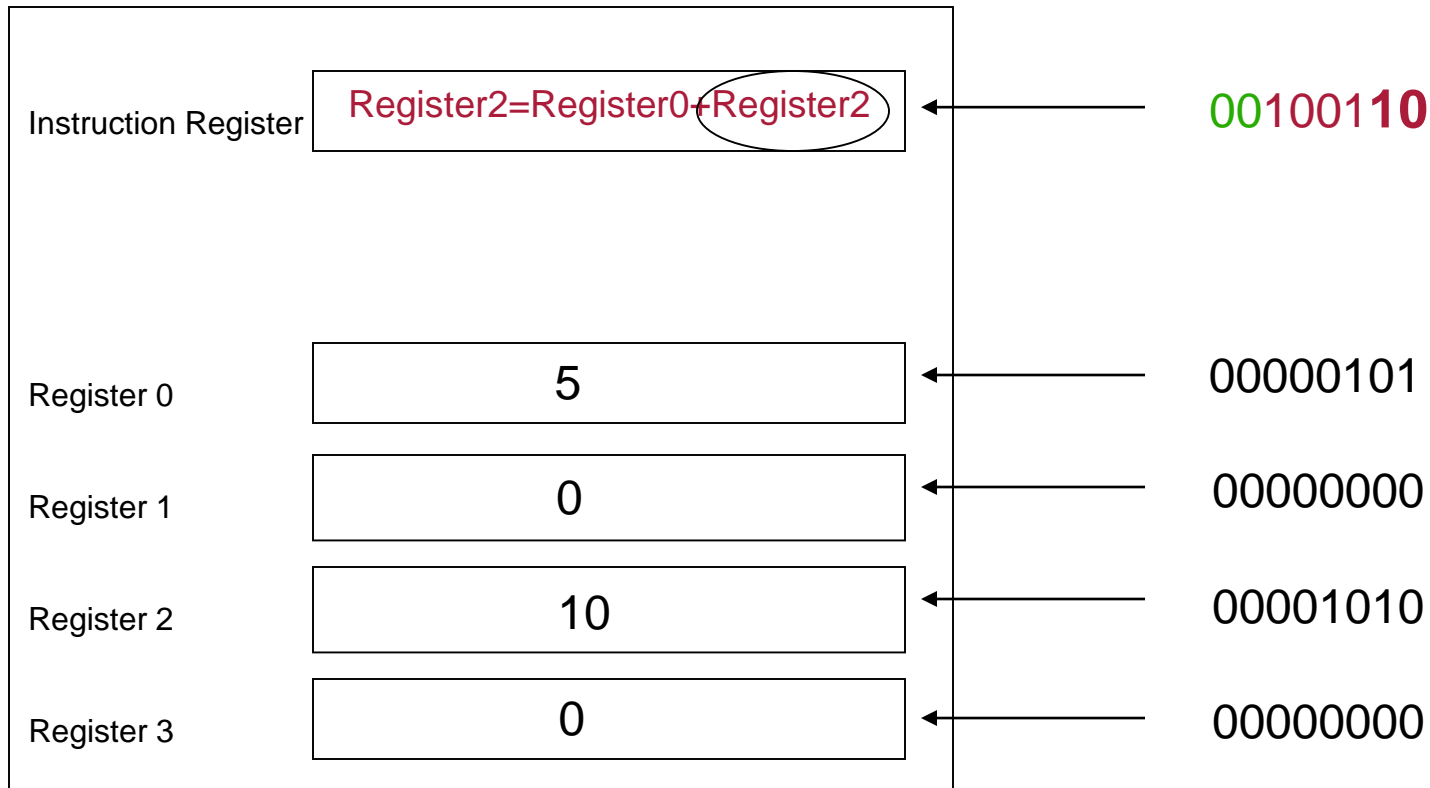 Instruction Register Register2=Register0+Register2 00100110
Register 0 5 00000101
Register 1 0 00000000
Register 2 10 00001010
Register 3 0 00000000